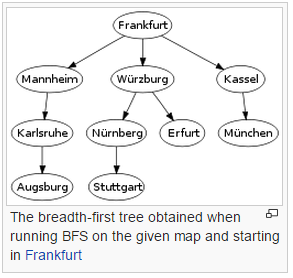 Frankfurt
Mannheim Würzburg Kassel
Karlsruhe Nürnberg Erfurt München
Augsburg Stuttgart
The breadth-first tree obtained when
running BFS on the given map and starting
in Frankfurt